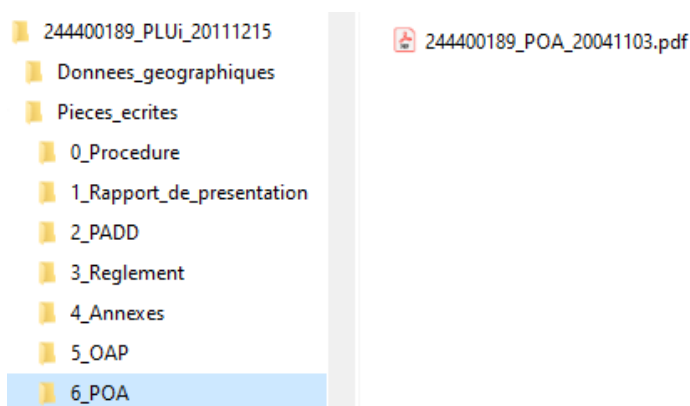 244400189_PLUi_20111215
Donnees_geographiques
Pieces_ecrites
0_Procedure
1_Rapport_de_presentation
2_PADD
3_Reglement
4_Annexes
5_OAP
6_POA
244400189_POA_20041103.pdf